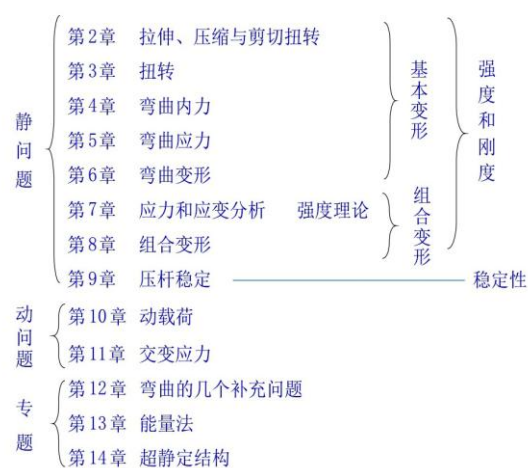 静问题
第2章 拉伸、压缩与剪切扭转
第3章 扭转
第4章 弯曲内力
第5章 弯曲应力
第6章 弯曲变形
第7章 应力和应变分析 强度理论
第8章 组合变形
第9章 压杆稳定
基本变形
组合变形
强度和刚度
稳定性
动问题
第10章 动载荷
第11章 交变应力
专题
第12章 弯曲的几个补充问题
第13章 能量法
第14章 超静定结构